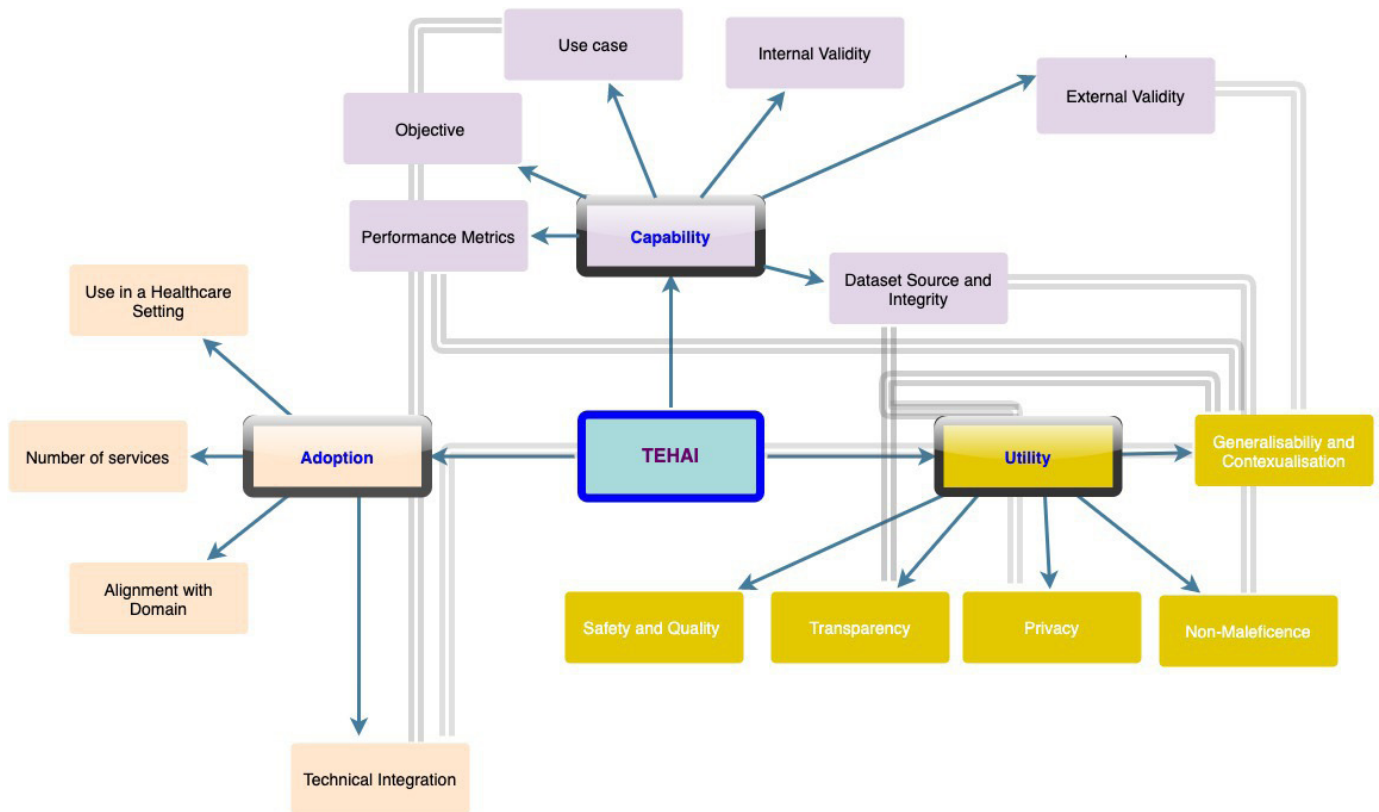 Use case
Internal Validity
External Validity
Objective
Performance Metrics
Capability
Dataset Source and
Integrity
Use in a Healthcare
Setting
Number of services
Adoption
TEHAI
Utility
Generalisabiliy and
Contexualisation
Alignment with
Domain
Safety and Quality
Transparency
Privacy
Non-Maleficence
Technical Integration